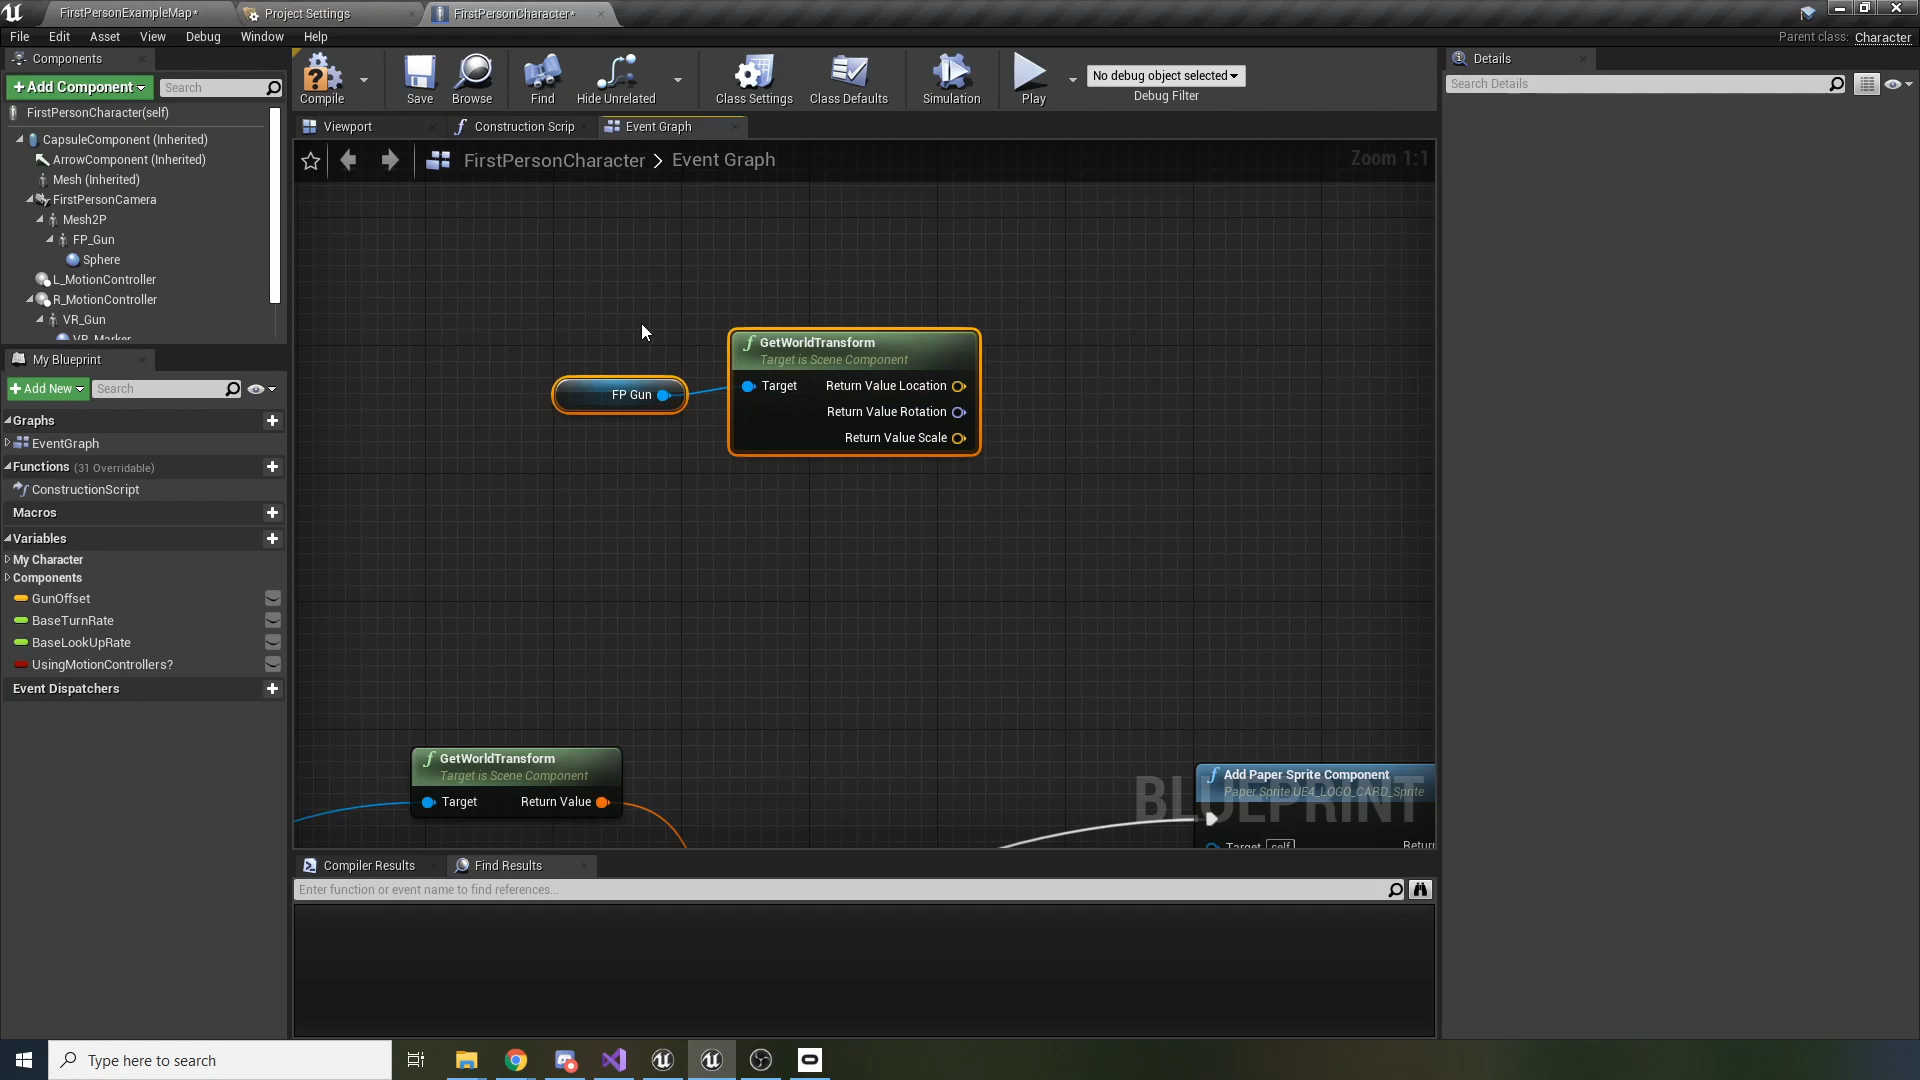 FirstPersonExampleMap*
Project Settings
FirstPersonCharacter*
File Edit Asset View Debug Window Help
Parent class: Character
Components
+Add Component
Search
FirstPersonCharacter(self)
CapsuleComponent (Inherited)
ArrowComponent (Inherited)
Mesh (Inherited)
FirstPersonCamera
Mesh2P
FP_Gun
Sphere
L_MotionController
R_MotionController
VR_Gun
VR_Marker
My Blueprint
+Add New
Search
Graphs
EventGraph
Functions (31 Overridable)
ConstructionScript
Macros
Variables
My Character
Components
GunOffset
BaseTurnRate
BaseLookUpRate
UsingMotionControllers?
Event Dispatchers
Compile
Save
Browse
Find
Hide Unrelated
Class Settings
Class Defaults
Simulation
Play
No debug object selected
Debug Filter
Viewport
Construction Scrip
Event Graph
FirstPersonCharacter > Event Graph
Zoom 1:1
FP Gun
GetWorldTransform
Target is Scene Component
Target
Return Value Location
Return Value Rotation
Return Value Scale
GetWorldTransform
Target is Scene Component
Target
Return Value
Add Paper Sprite Component
Paper Sprite UE4_LOGO_CARD_Sprite
Target self
Return
BLUEPRINT
Compiler Results
Find Results
Enter function or event name to find references...
Details
Search Details
Type here to search